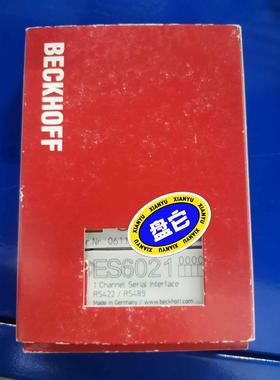 BECKHOFF
XIANYU
盘它
XIANYU
Nr.: 0611
ES6021
1 Channel Serial Interface
RS422 / RS485
Made in Germany / www.beckhoff.com